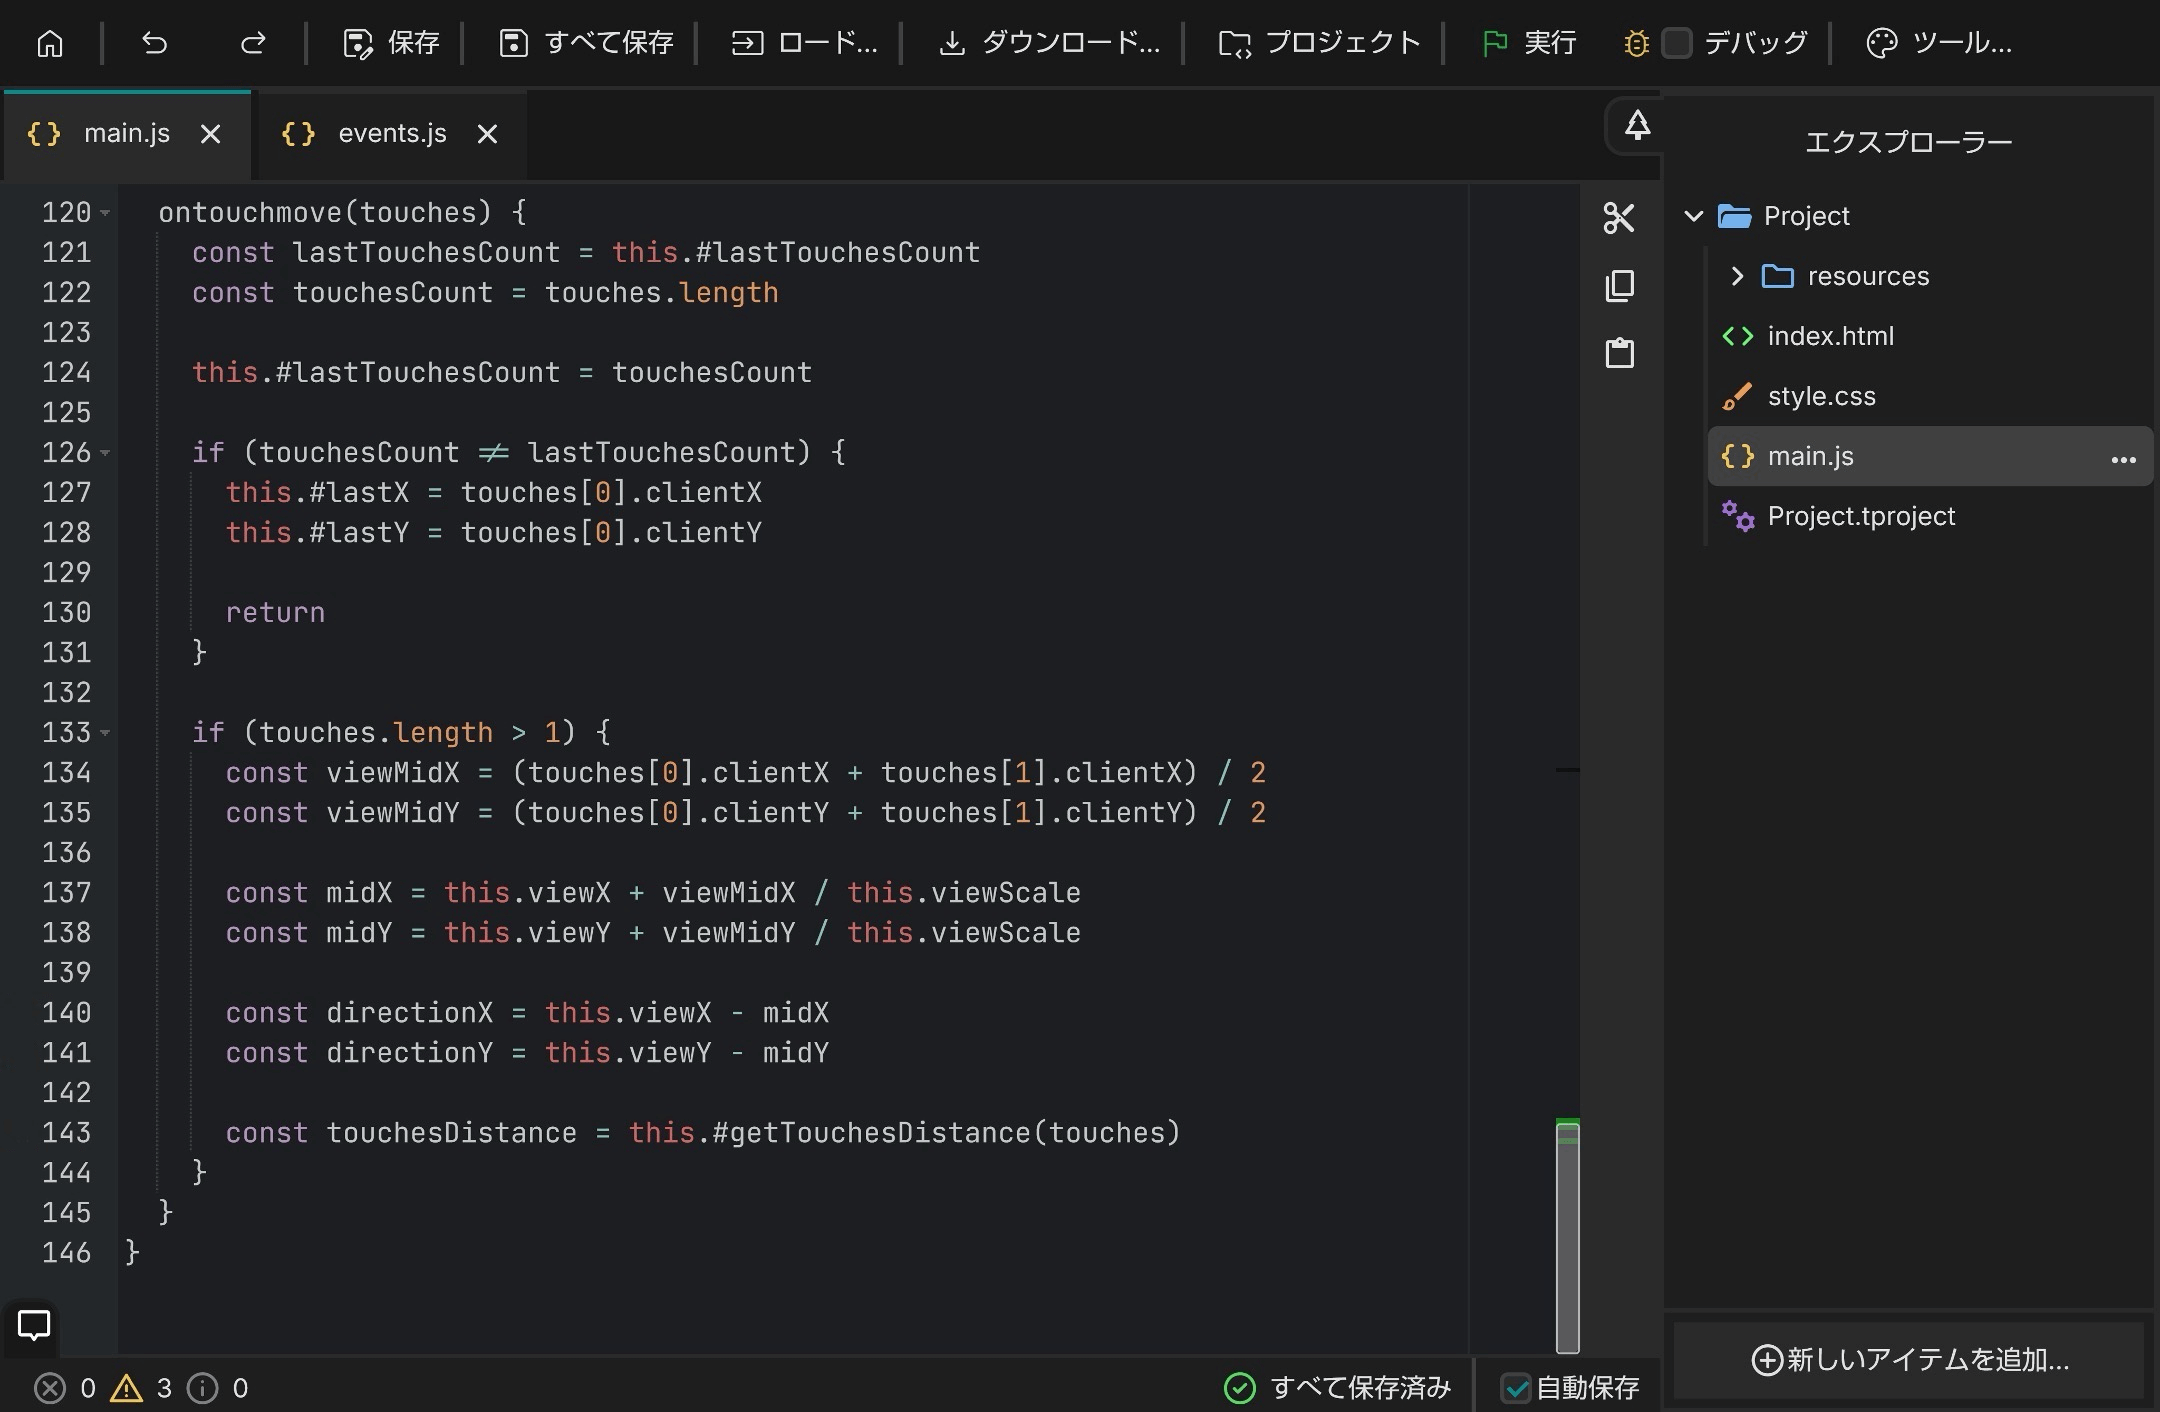 保存 すべて保存 ロード... ダウンロード... プロジェクト 実行 デバッグ ツール...
{} main.js × {} events.js ×
120 ontouchmove(touches) {
121 const lastTouchesCount = this.#lastTouchesCount
122 const touchesCount = touches.length
123
124 this.#lastTouchesCount = touchesCount
125
126 if (touchesCount != lastTouchesCount) {
127 this.#lastX = touches[0].clientX
128 this.#lastY = touches[0].clientY
129
130 return
131 }
132
133 if (touches.length > 1) {
134 const viewMidX = (touches[0].clientX + touches[1].clientX) / 2
135 const viewMidY = (touches[0].clientY + touches[1].clientY) / 2
136
137 const midX = this.viewX + viewMidX / this.viewScale
138 const midY = this.viewY + viewMidY / this.viewScale
139
140 const directionX = this.viewX - midX
141 const directionY = this.viewY - midY
142
143 const touchesDistance = this.#getTouchesDistance(touches)
144 }
145 }
146 }
0 3 0
すべて保存済み
自動保存
エクスプローラー
Project
resources
<> index.html
style.css
{} main.js ...
Project.tproject
新しいアイテムを追加...